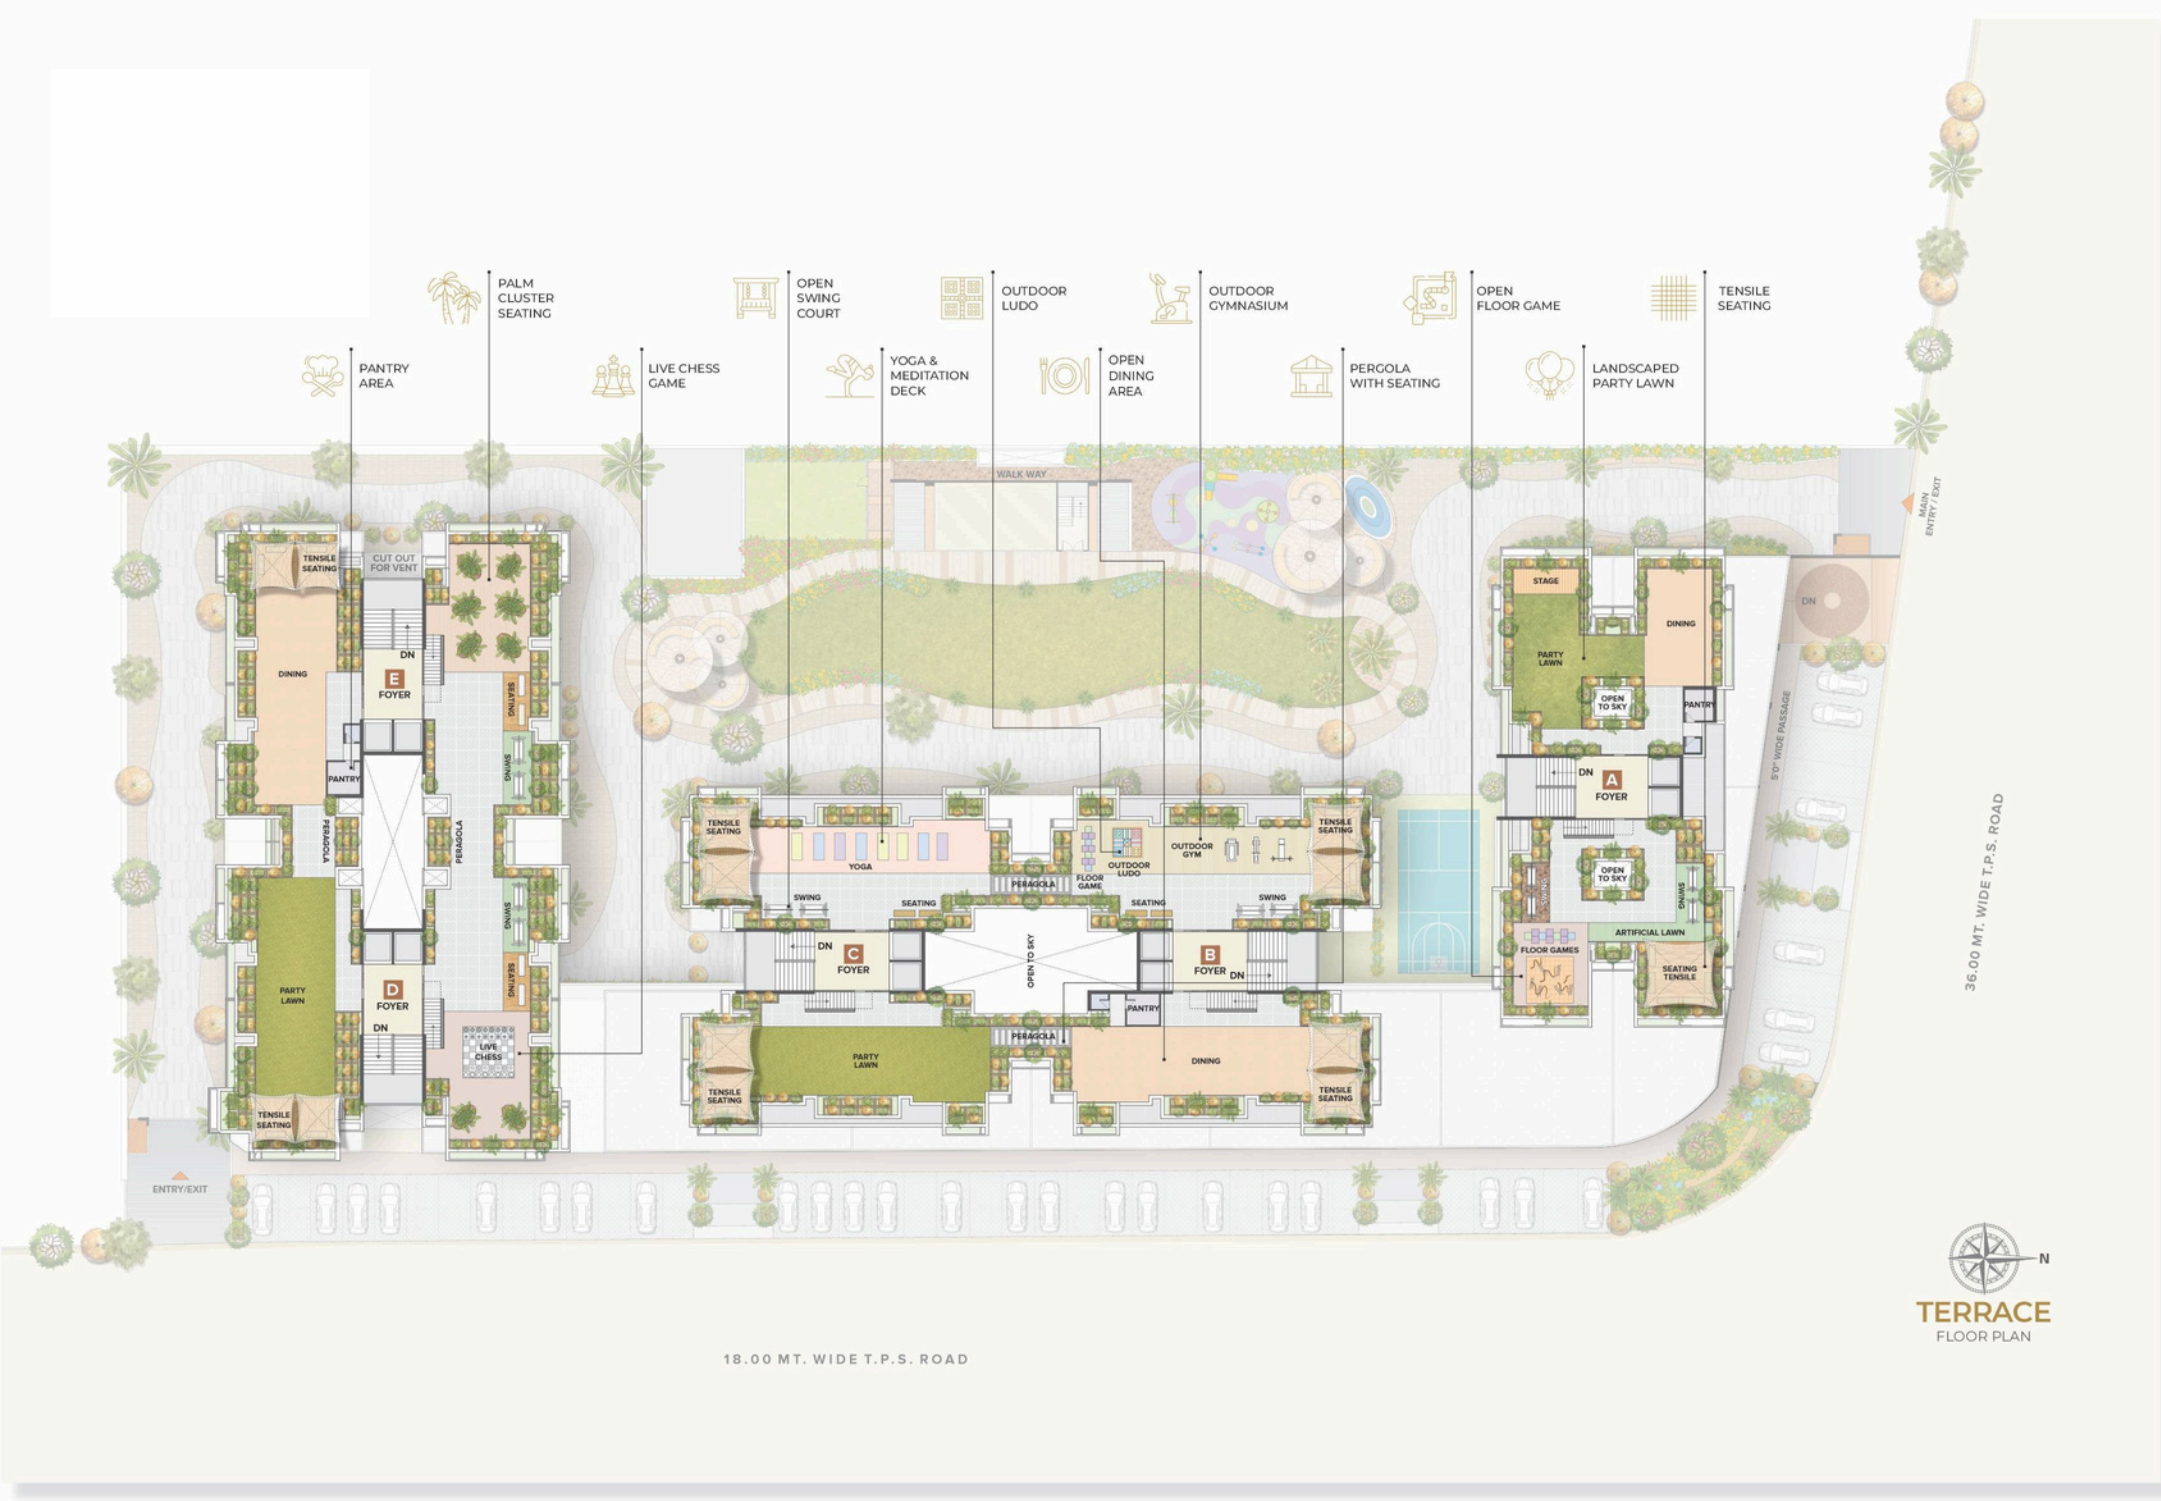 PALM
CLUSTER
SEATING
OPEN
SWING
COURT
OUTDOOR
LUDO
OUTDOOR
GYMNASIUM
OPEN
FLOOR GAME
TENSILE
SEATING
PANTRY
AREA
LIVE CHESS
GAME
YOGA &
MEDITATION
DECK
OPEN
DINING
AREA
PERGOLA
WITH SEATING
LANDSCAPED
PARTY LAWN
WALK WAY
MAIN
ENTRY / EXIT
TENSILE
SEATING
CUT OUT
FOR VENT
DN
E
FOYER
DINING
SEATING
SWING
PANTRY
PERAGOLA
PERAGOLA
SWING
SEATING
PARTY
LAWN
D
FOYER
DN
LIVE
CHESS
TENSILE
SEATING
ENTRY/EXIT
TENSILE
SEATING
YOGA
SWING
SEATING
PERAGOLA
FLOOR
GAME
OUTDOOR
LUDO
OUTDOOR
GYM
TENSILE
SEATING
SEATING
SWING
DN
C
FOYER
OPEN TO SKY
B
FOYER
DN
PANTRY
PERAGOLA
TENSILE
SEATING
PARTY
LAWN
DINING
TENSILE
SEATING
STAGE
DINING
PARTY
LAWN
OPEN
TO SKY
PANTRY
DN
A
FOYER
OPEN
TO SKY
SWING
SWING
ARTIFICIAL LAWN
FLOOR GAMES
SEATING
TENSILE
DN
5'0" WIDE PASSAGE
36.00 MT. WIDE T.P.S. ROAD
18.00 MT. WIDE T.P.S. ROAD
N
TERRACE
FLOOR PLAN